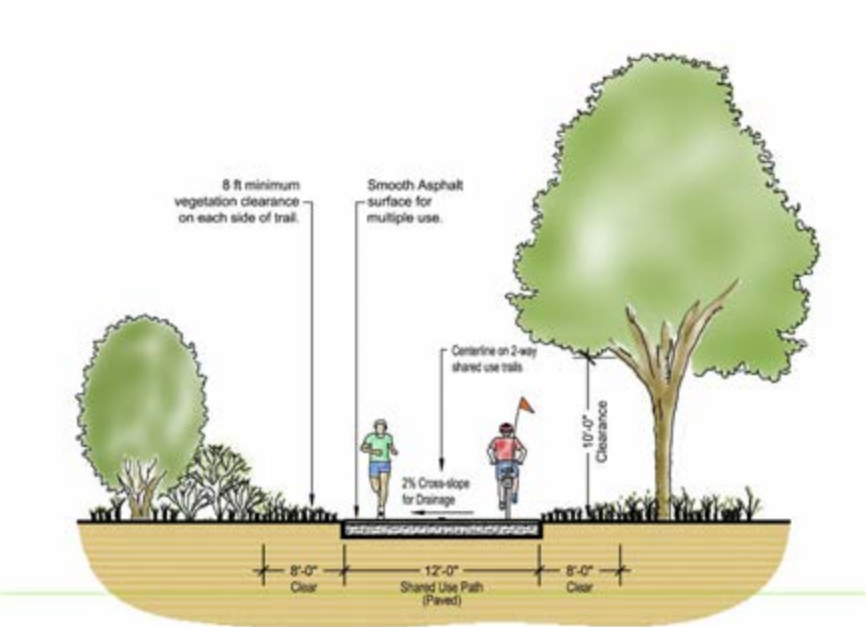 8 ft minimum
vegetation clearance
on each side of trail.
Smooth Asphalt
surface for
multiple use.
Centerline on 2-way
shared use trails
10'-0"
Clearance
2% Cross-slope
for Drainage
8'-0"
Clear
12'-0"
Shared Use Path
(Paved)
8'-0"
Clear